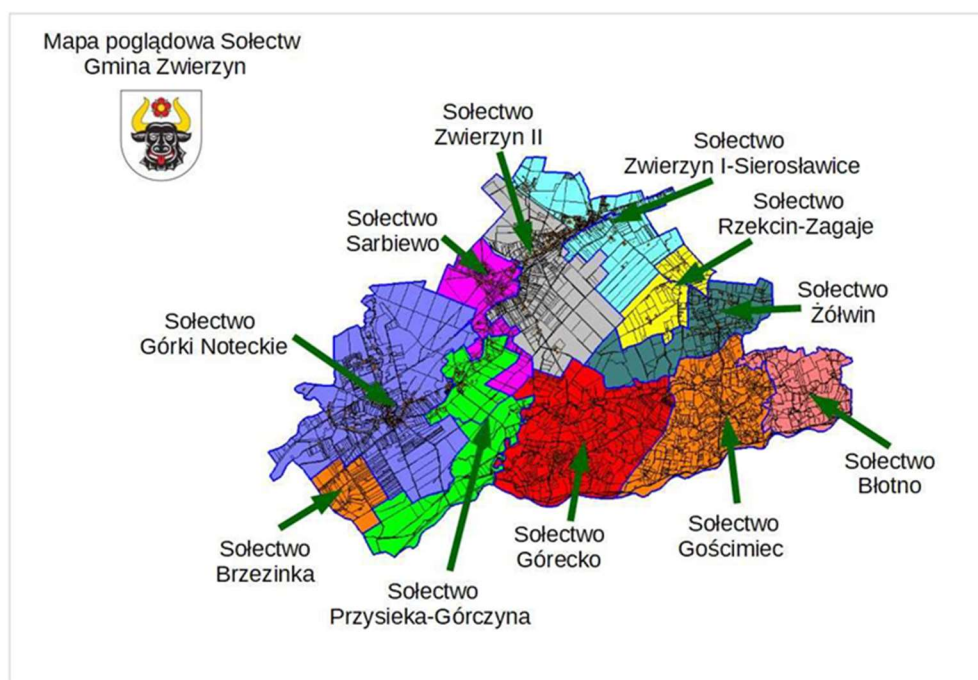 Mapa poglądowa Sołectw
Gmina Zwierzyn
Sołectwo
Zwierzyn II
Sołectwo
Zwierzyn I-Sierosławice
Sołectwo
Rzekcin-Zagaje
Sołectwo
Sarbiewo
Sołectwo
Żółwin
Sołectwo
Górki Noteckie
Sołectwo
Błotno
Sołectwo
Gościmiec
Sołectwo
Górecko
Sołectwo
Brzezinka
Sołectwo
Przysieka-Górczyna